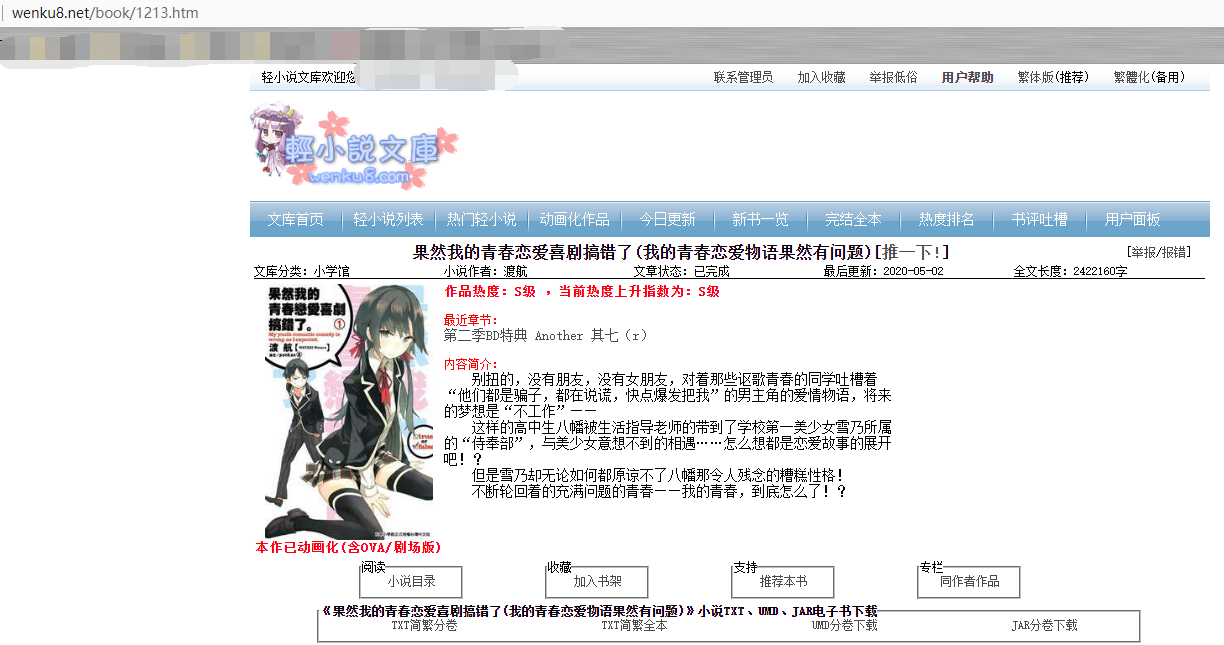 wenku8.net/book/1213.htm
轻小说文库欢迎您
联系管理员 加入收藏 举报低俗 用户帮助 繁体版(推荐) 繁體化(备用)
輕小說文庫
wenku8.com
文库首页 轻小说列表 热门轻小说 动画化作品 今日更新 新书一览 完结全本 热度排名 书评吐槽 用户面板
果然我的青春恋爱喜剧搞错了(我的青春恋爱物语果然有问题)[推一下!]
[举报/报错]
文库分类：小学馆 小说作者：渡航 文章状态：已完成 最后更新：2020-05-02 全文长度：2422160字
果然我的
青春戀愛喜劇
搞錯了。 ①
My youth romantic comedy is
wrong as I expected.
渡 航
true
or
false
作品热度：S级 ，当前热度上升指数为：S级
最近章节：
第二季BD特典 Another 其七（r）
内容简介：
别扭的，没有朋友，没有女朋友，对着那些讴歌青春的同学吐槽着
“他们都是骗子，都在说谎，快点爆发把我”的男主角的爱情物语，将来
的梦想是“不工作”——
这样的高中生八幡被生活指导老师的带到了学校第一美少女雪乃所属
的“侍奉部”，与美少女意想不到的相遇……怎么想都是恋爱故事的展开
吧！？
但是雪乃却无论如何都原谅不了八幡那令人残念的糟糕性格！
不断轮回着的充满问题的青春——我的青春，到底怎么了！？
本作已动画化(含OVA/剧场版)
阅读 收藏 支持 专栏
小说目录 加入书架 推荐本书 同作者作品
《果然我的青春恋爱喜剧搞错了(我的青春恋爱物语果然有问题)》小说TXT、UMD、JAR电子书下载
TXT简繁分卷 TXT简繁全本 UMD分卷下载 JAR分卷下载